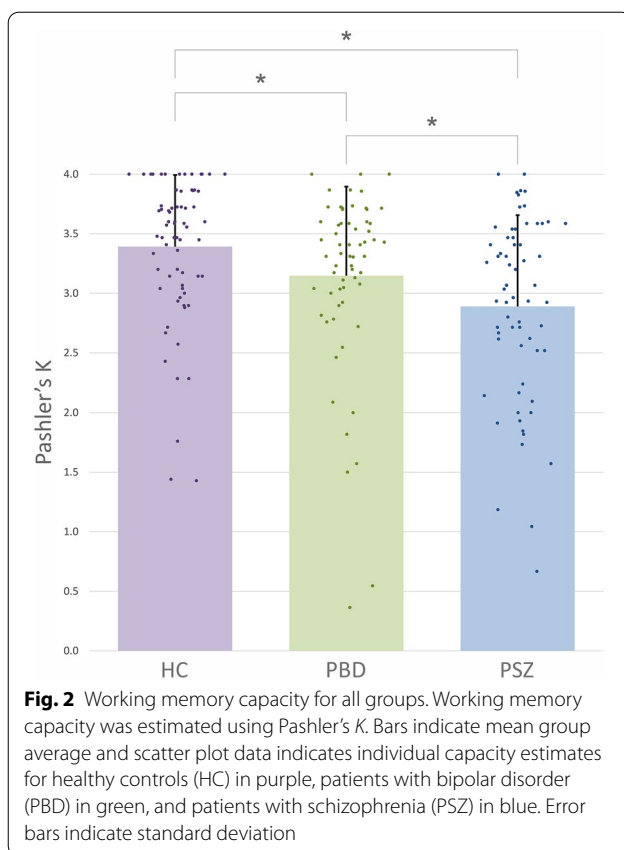 *
*
*
4.0
3.5
3.0
2.5
2.0
1.5
1.0
0.5
0.0
Pashler's K
HC PBD PSZ
Fig. 2 Working memory capacity for all groups. Working memory
capacity was estimated using Pashler's K. Bars indicate mean group
average and scatter plot data indicates individual capacity estimates
for healthy controls (HC) in purple, patients with bipolar disorder
(PBD) in green, and patients with schizophrenia (PSZ) in blue. Error
bars indicate standard deviation